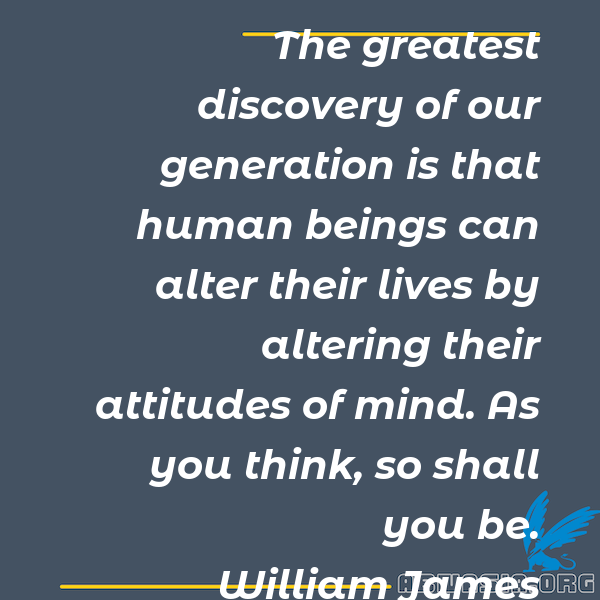 The greatest
discovery of our
generation is that
human beings can
alter their lives by
altering their
attitudes of mind. As
you think, so shall
you be.
William James